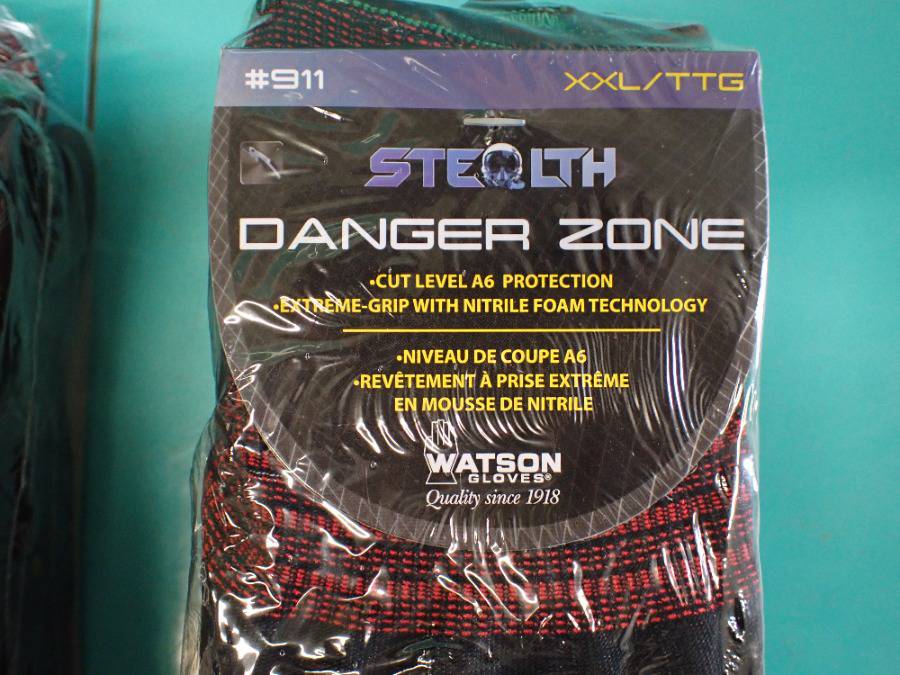 #911 XXL/TTG
STEALTH
DANGER ZONE
•CUT LEVEL A6 PROTECTION
•EXTREME-GRIP WITH NITRILE FOAM TECHNOLOGY
•NIVEAU DE COUPE A6
•REVÊTEMENT À PRISE EXTRÊME
EN MOUSSE DE NITRILE
WATSON
GLOVES®
Quality since 1918